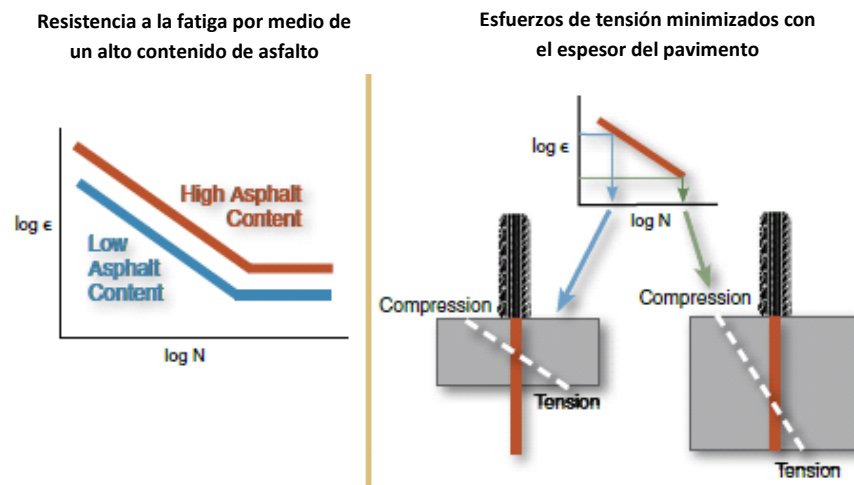 Resistencia a la fatiga por medio de
un alto contenido de asfalto
log ϵ
High Asphalt
Content
Low
Asphalt
Content
log N
Esfuerzos de tensión minimizados con
el espesor del pavimento
log ϵ
log N
Compression
Tension
Compression
Tension